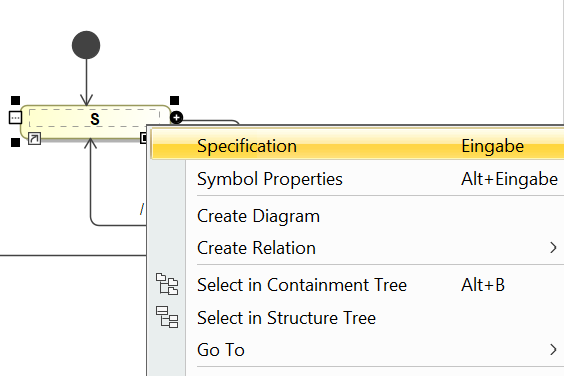 S
/
Specification Eingabe
Symbol Properties Alt+Eingabe
Create Diagram
Create Relation
Select in Containment Tree Alt+B
Select in Structure Tree
Go To